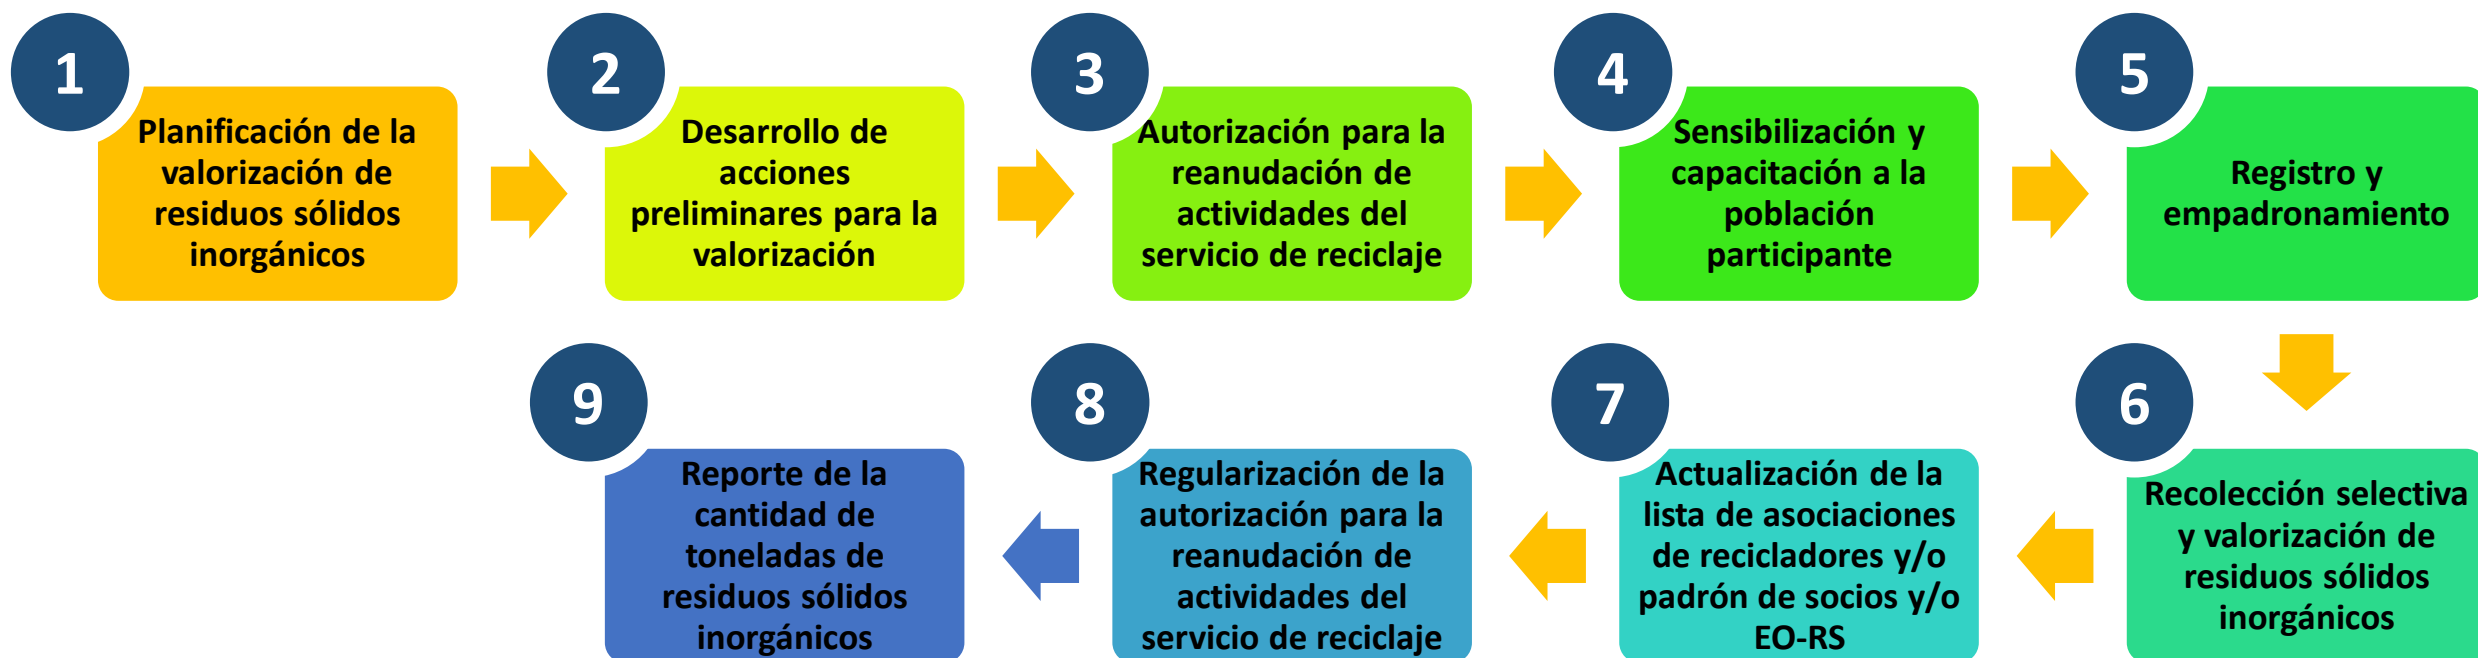 1
Planificación de la
valorización de
residuos sólidos
inorgánicos
2
Desarrollo de
acciones
preliminares para la
valorización
3
Autorización para la
reanudación de
actividades del
servicio de reciclaje
4
Sensibilización y
capacitación a la
población
participante
5
Registro y
empadronamiento
6
Recolección selectiva
y valorización de
residuos sólidos
inorgánicos
7
Actualización de la
lista de asociaciones
de recicladores y/o
padrón de socios y/o
EO-RS
8
Regularización de la
autorización para la
reanudación de
actividades del
servicio de reciclaje
9
Reporte de la
cantidad de
toneladas de
residuos sólidos
inorgánicos